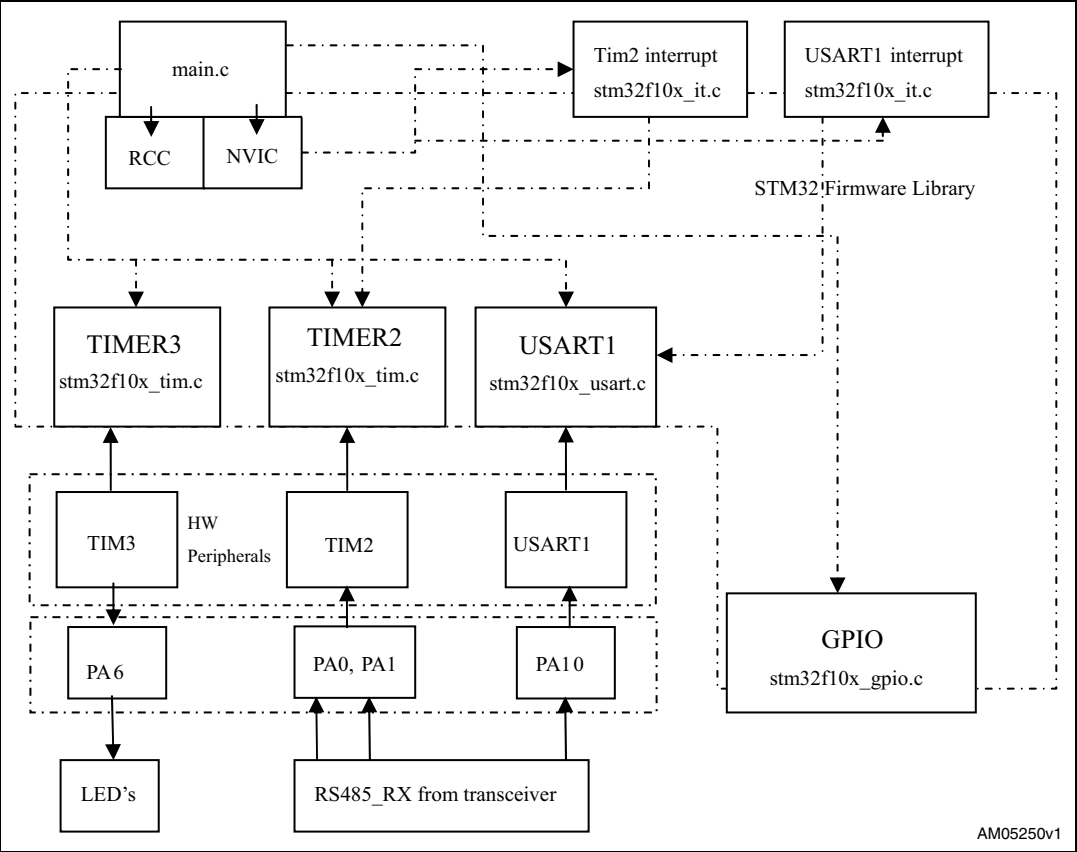 main.c
Tim2 interrupt
stm32f10x_it.c
USART1 interrupt
stm32f10x_it.c
RCC
NVIC
STM32 Firmware Library
TIMER3
stm32f10x_tim.c
TIMER2
stm32f10x_tim.c
USART1
stm32f10x_usart.c
TIM3
HW
Peripherals
TIM2
USART1
PA6
PA0, PA1
PA10
GPIO
stm32f10x_gpio.c
LED's
RS485_RX from transceiver
AM05250v1